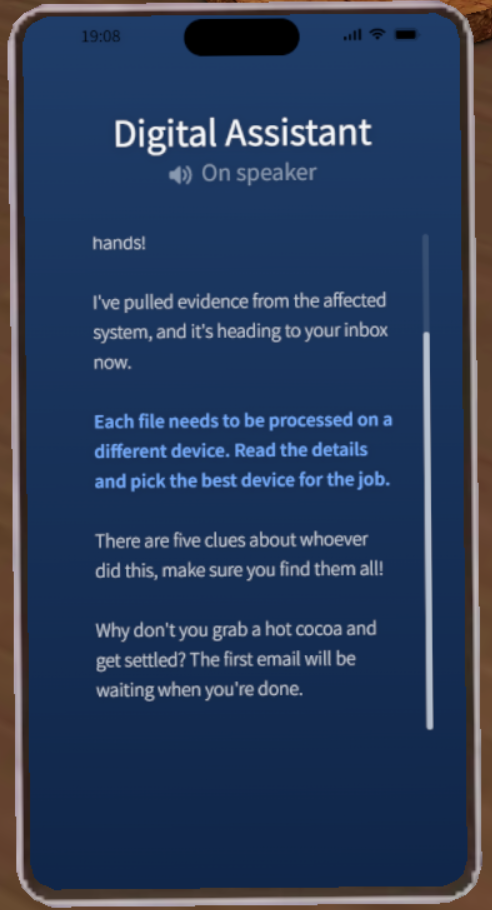 19:08
Digital Assistant
On speaker
hands!
I've pulled evidence from the affected
system, and it's heading to your inbox
now.
Each file needs to be processed on a
different device. Read the details
and pick the best device for the job.
There are five clues about whoever
did this, make sure you find them all!
Why don't you grab a hot cocoa and
get settled? The first email will be
waiting when you're done.